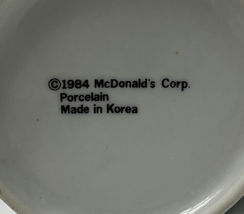 ©1984 McDonald's Corp.
Porcelain
Made in Korea